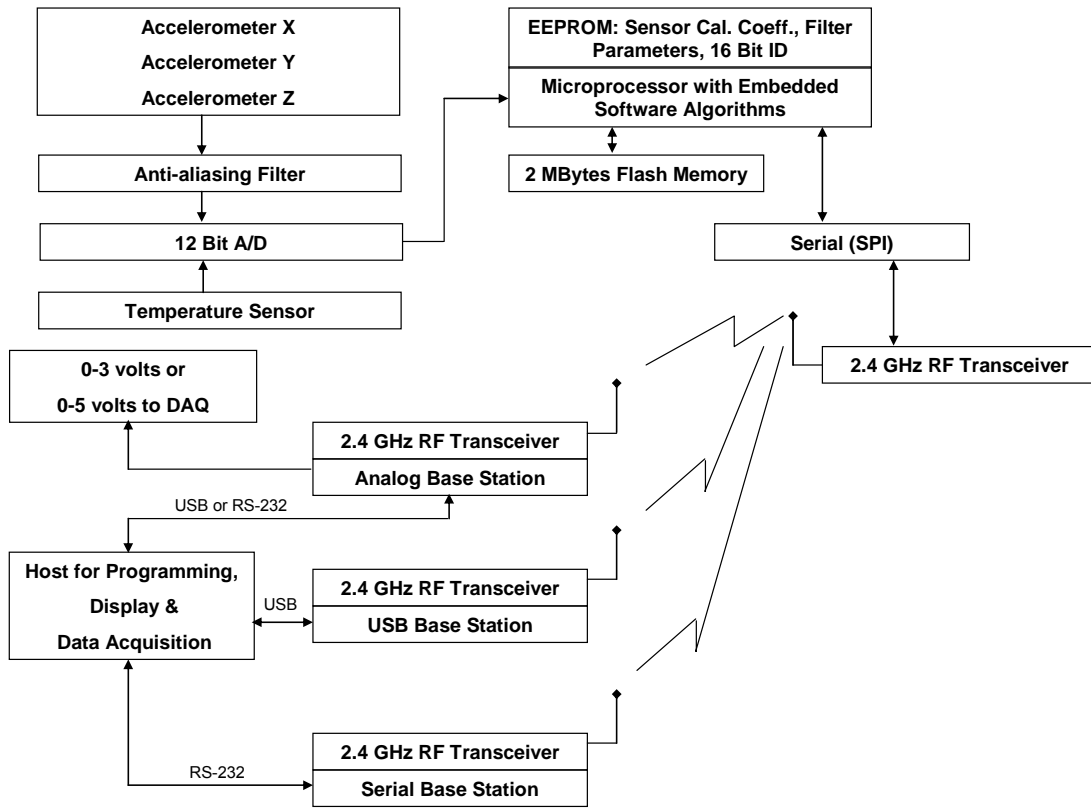 Accelerometer X
Accelerometer Y
Accelerometer Z
Anti-aliasing Filter
12 Bit A/D
Temperature Sensor
EEPROM: Sensor Cal. Coeff., Filter
Parameters, 16 Bit ID
Microprocessor with Embedded
Software Algorithms
2 MBytes Flash Memory
Serial (SPI)
2.4 GHz RF Transceiver
0-3 volts or
0-5 volts to DAQ
2.4 GHz RF Transceiver
Analog Base Station
USB or RS-232
Host for Programming,
Display &
Data Acquisition
USB
2.4 GHz RF Transceiver
USB Base Station
RS-232
2.4 GHz RF Transceiver
Serial Base Station